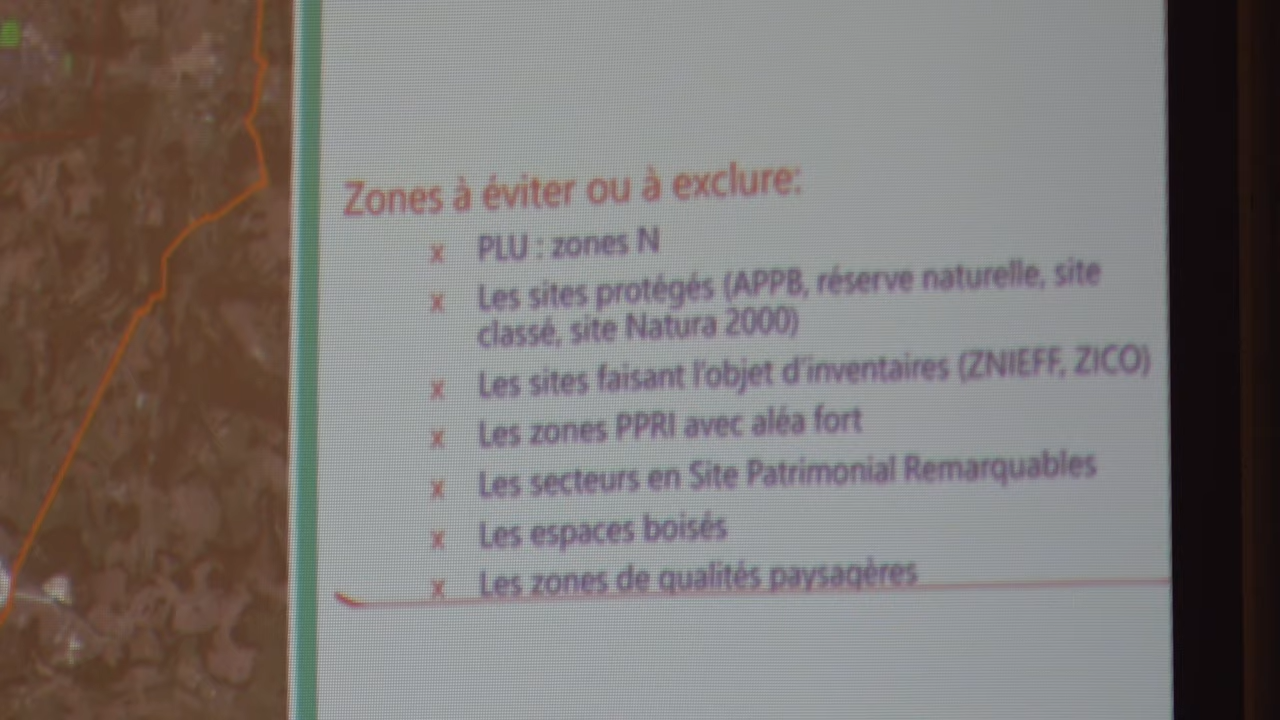 Zones à éviter ou à exclure:
x PLU : zones N
x Les sites protégés (APPB, réserve naturelle, site
classé, site Natura 2000)
x Les sites faisant l'objet d'inventaires (ZNIEFF, ZICO)
x Les zones PPRI avec aléa fort
x Les secteurs en Site Patrimonial Remarquables
x Les espaces boisés
x Les zones de qualités paysagères